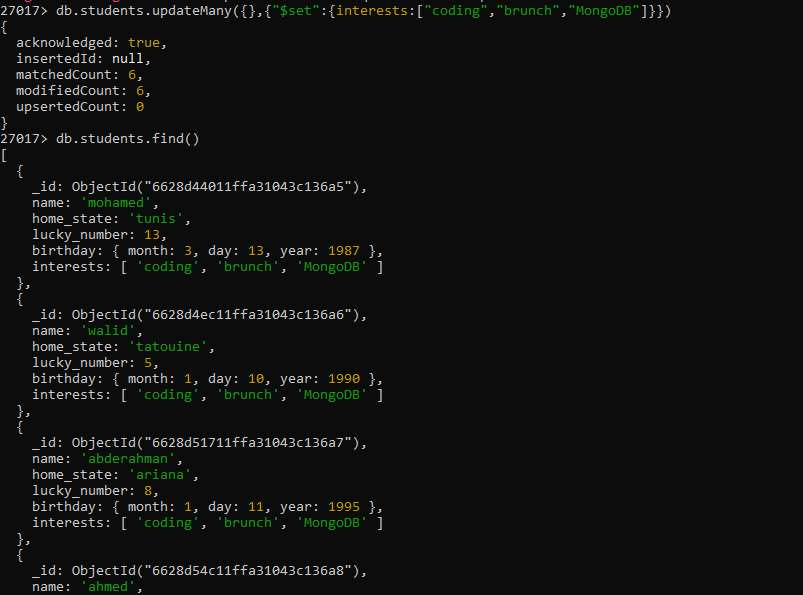 27017> db.students.updateMany({},{"$set":{interests:["coding","brunch","MongoDB"]}})
{
  acknowledged: true,
  insertedId: null,
  matchedCount: 6,
  modifiedCount: 6,
  upsertedCount: 0
}
27017> db.students.find()
[
  {
    _id: ObjectId("6628d44011ffa31043c136a5"),
    name: 'mohamed',
    home_state: 'tunis',
    lucky_number: 13,
    birthday: { month: 3, day: 13, year: 1987 },
    interests: [ 'coding', 'brunch', 'MongoDB' ]
  },
  {
    _id: ObjectId("6628d4ec11ffa31043c136a6"),
    name: 'walid',
    home_state: 'tatouine',
    lucky_number: 5,
    birthday: { month: 1, day: 10, year: 1990 },
    interests: [ 'coding', 'brunch', 'MongoDB' ]
  },
  {
    _id: ObjectId("6628d51711ffa31043c136a7"),
    name: 'abderahman',
    home_state: 'ariana',
    lucky_number: 8,
    birthday: { month: 1, day: 11, year: 1995 },
    interests: [ 'coding', 'brunch', 'MongoDB' ]
  },
  {
    _id: ObjectId("6628d54c11ffa31043c136a8"),
    name: 'ahmed',